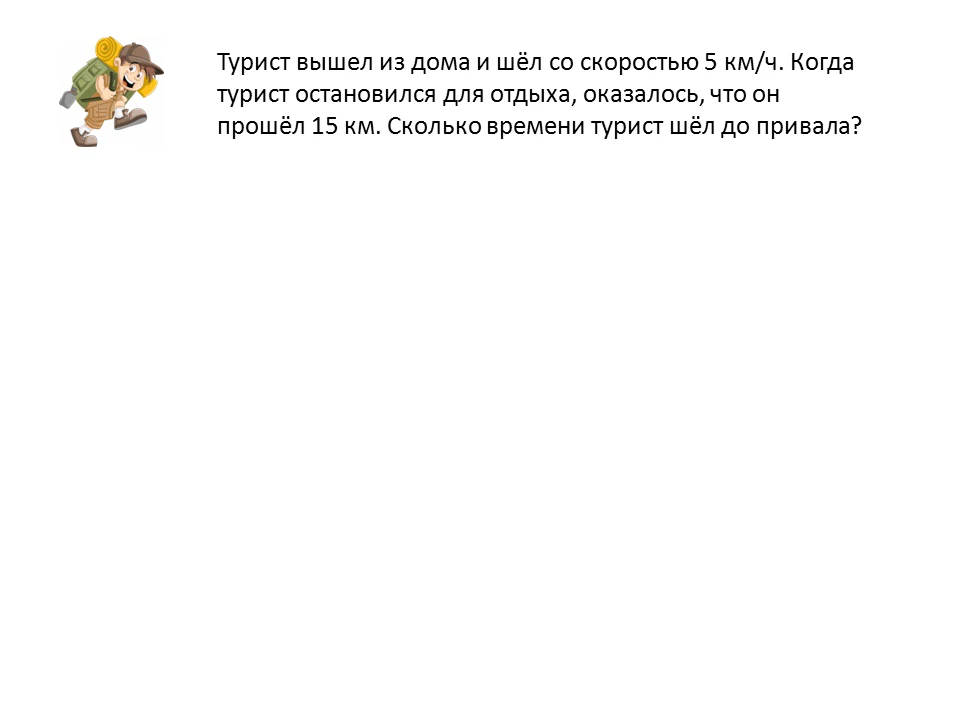 Турист вышел из дома и шёл со скоростью 5 км/ч. Когда
турист остановился для отдыха, оказалось, что он
прошёл 15 км. Сколько времени турист шёл до привала?